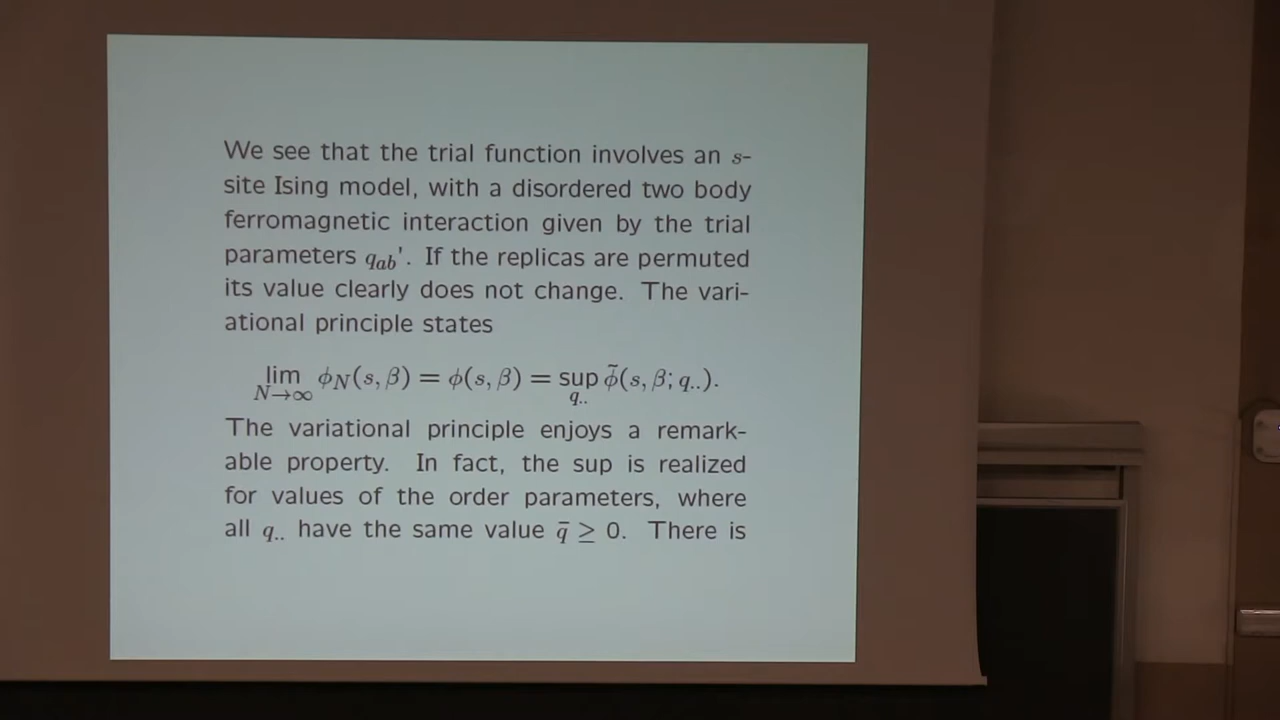 We see that the trial function involves an s-
site Ising model, with a disordered two body
ferromagnetic interaction given by the trial
parameters q_{ab}'. If the replicas are permuted
its value clearly does not change. The vari-
ational principle states
lim_{N→∞} ϕ_N(s, β) = ϕ(s, β) = sup_{q..} ϕ̃(s, β; q..).
The variational principle enjoys a remark-
able property. In fact, the sup is realized
for values of the order parameters, where
all q.. have the same value q̄ ≥ 0. There is